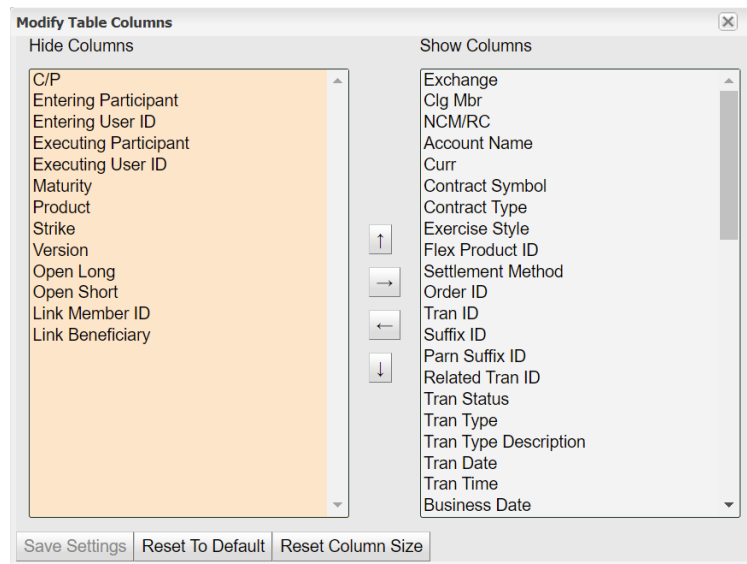 Modify Table Columns
Hide Columns
Show Columns
C/P
Entering Participant
Entering User ID
Executing Participant
Executing User ID
Maturity
Product
Strike
Version
Open Long
Open Short
Link Member ID
Link Beneficiary
↑
→
←
↓
Exchange
Clg Mbr
NCM/RC
Account Name
Curr
Contract Symbol
Contract Type
Exercise Style
Flex Product ID
Settlement Method
Order ID
Tran ID
Suffix ID
Parn Suffix ID
Related Tran ID
Tran Status
Tran Type
Tran Type Description
Tran Date
Tran Time
Business Date
Save Settings Reset To Default Reset Column Size